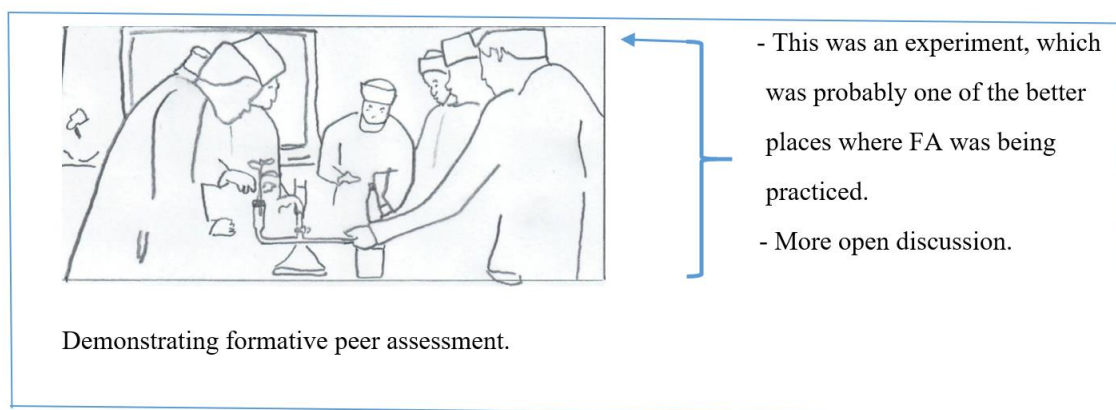 - This was an experiment, which
was probably one of the better
places where FA was being
practiced.
- More open discussion.
Demonstrating formative peer assessment.